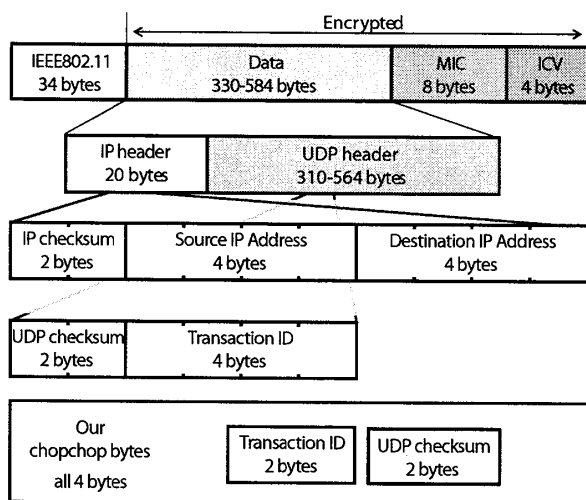 Encrypted
IEEE802.11
34 bytes
Data
330-584 bytes
MIC
8 bytes
ICV
4 bytes
IP header
20 bytes
UDP header
310-564 bytes
IP checksum
2 bytes
Source IP Address
4 bytes
Destination IP Address
4 bytes
UDP checksum
2 bytes
Transaction ID
4 bytes
Our
chopchop bytes
all 4 bytes
Transaction ID
2 bytes
UDP checksum
2 bytes